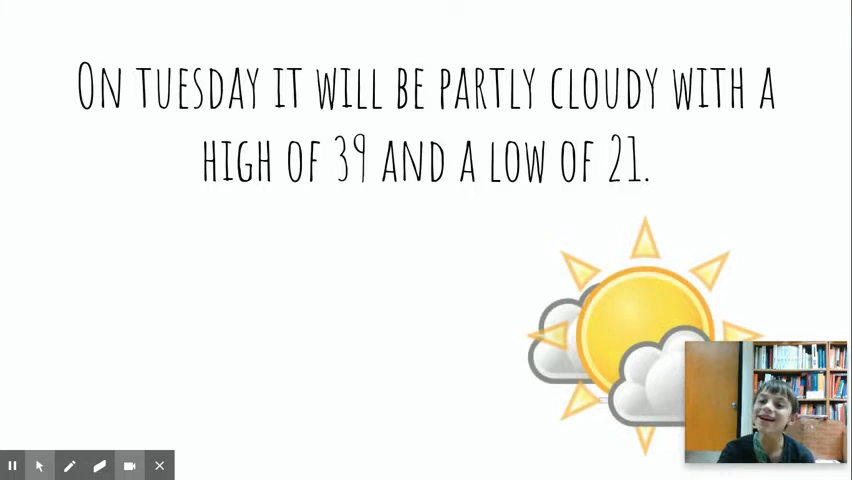 On tuesday it will be partly cloudy with a
high of 39 and a low of 21.